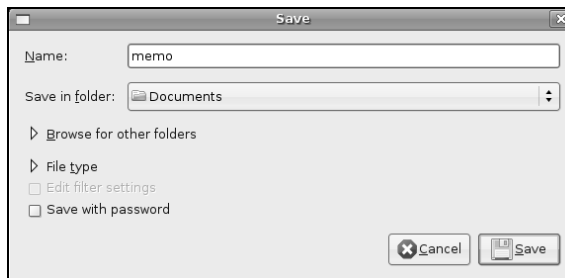 Save
Name: memo
Save in folder: Documents
Browse for other folders
File type
Edit filter settings
Save with password
Cancel Save